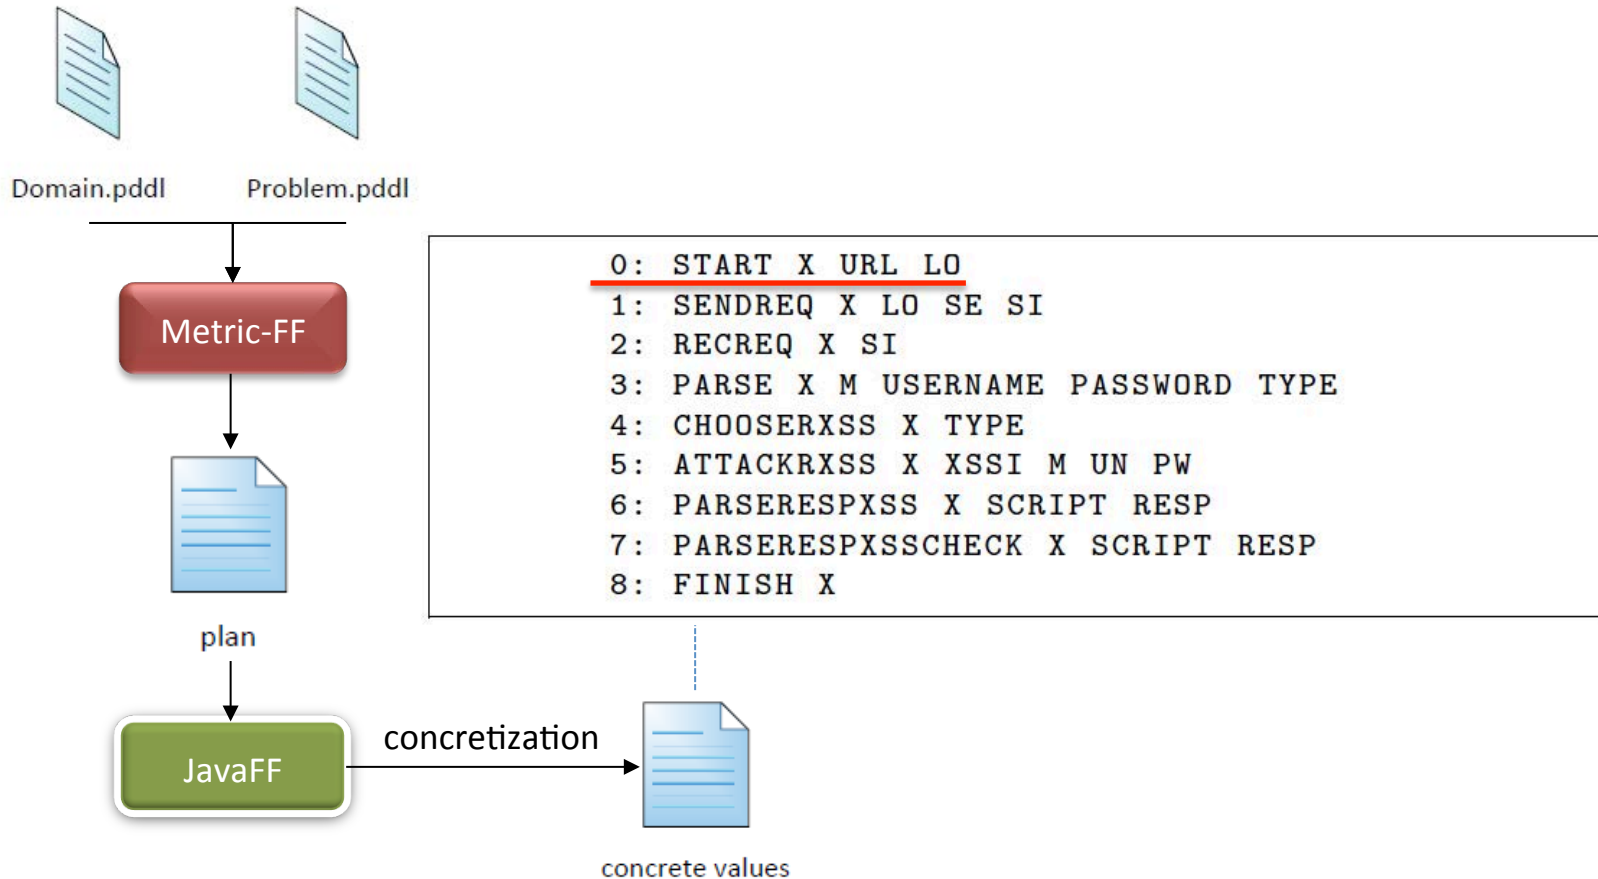 Domain.pddl
Problem.pddl
Metric-FF
plan
JavaFF
concretization
concrete values
0: START X URL LO
1: SENDREQ X LO SE SI
2: RECREQ X SI
3: PARSE X M USERNAME PASSWORD TYPE
4: CHOOSERXSS X TYPE
5: ATTACKRXSS X XSSI M UN PW
6: PARSERESPXSS X SCRIPT RESP
7: PARSERESPXSSCHECK X SCRIPT RESP
8: FINISH X